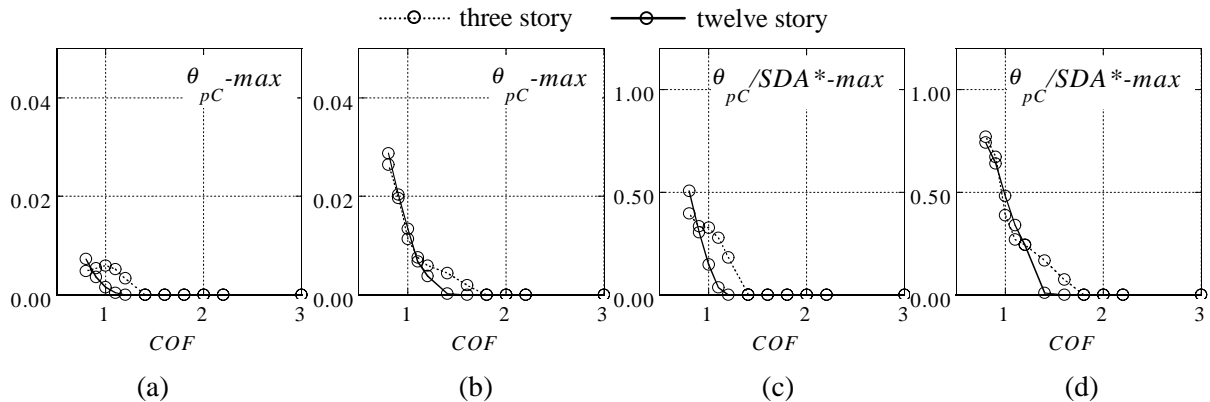 three story twelve story
θpC-max θpC-max θpC/SDA*-max θpC/SDA*-max
0.04 0.04 1.00 1.00
0.02 0.02 0.50 0.50
0.00 0.00 0.00 0.00
1 2 3 1 2 3 1 2 3 1 2 3
COF COF COF COF
(a) (b) (c) (d)